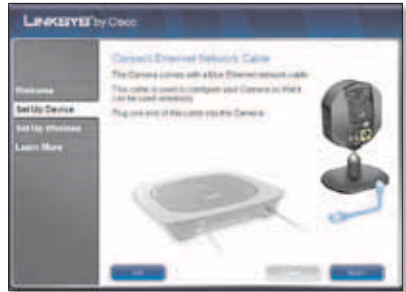 LINKSYS® by Cisco
Connect Ethernet Network Cable
The Camera comes with a blue Ethernet network cable.
This cable is used to configure your Camera so that it
can be used wirelessly.
Plug one end of this cable into the Camera.
Welcome
Set Up Device
Set Up Wireless
Learn More
Exit
Next